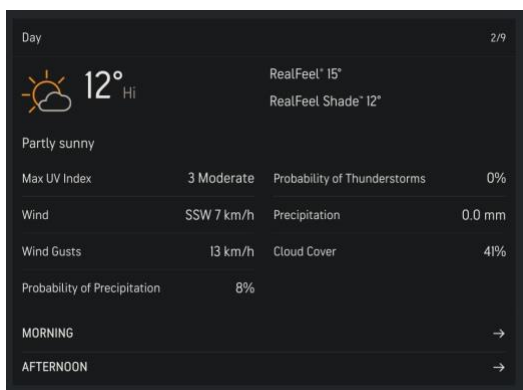 Day 2/9
12° Hi
RealFeel® 15°
RealFeel Shade™ 12°
Partly sunny
Max UV Index 3 Moderate
Wind SSW 7 km/h
Wind Gusts 13 km/h
Probability of Precipitation 8%
Probability of Thunderstorms 0%
Precipitation 0.0 mm
Cloud Cover 41%
MORNING →
AFTERNOON →